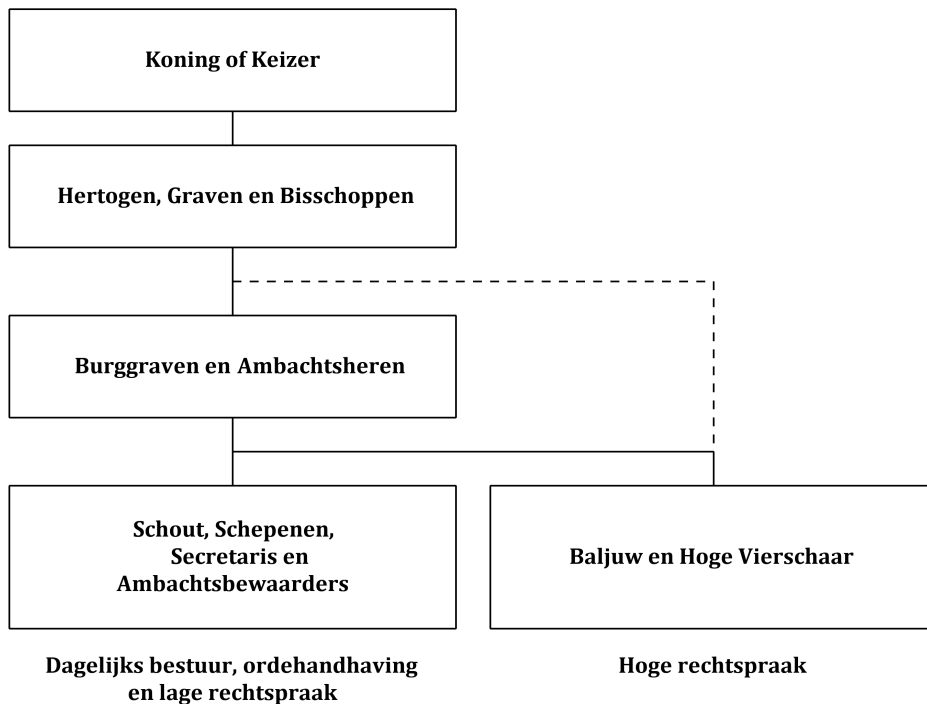 Koning of Keizer
Hertogen, Graven en Bisschoppen
Burggraven en Ambachtsheren
Schout, Schepenen,
Secretaris en
Ambachtsbewaarders
Baljuw en Hoge Vierschaar
Dagelijks bestuur, ordehandhaving
en lage rechtspraak
Hoge rechtspraak